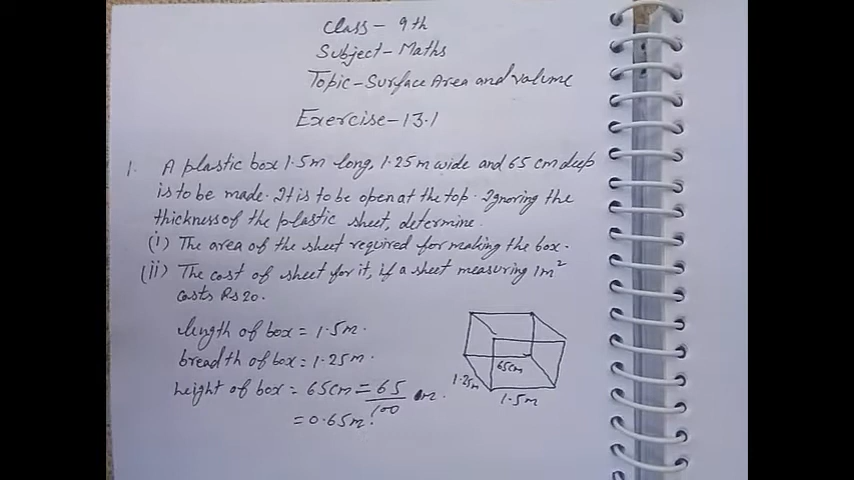 Class - 9th
Subject - Maths
Topic - Surface Area and volume
Exercise - 13.1
1. A plastic box 1.5m long, 1.25 m wide and 65 cm deep
is to be made. It is to be open at the top. Ignoring the
thickness of the plastic sheet, determine.
(i) The area of the sheet required for making the box.
(ii) The cost of sheet for it, if a sheet measuring 1m²
costs Rs 20.
length of box = 1.5m.
breadth of box = 1.25m.
height of box = 65cm = 65/100 m.
= 0.65m.
65cm
1.25m
1.5m